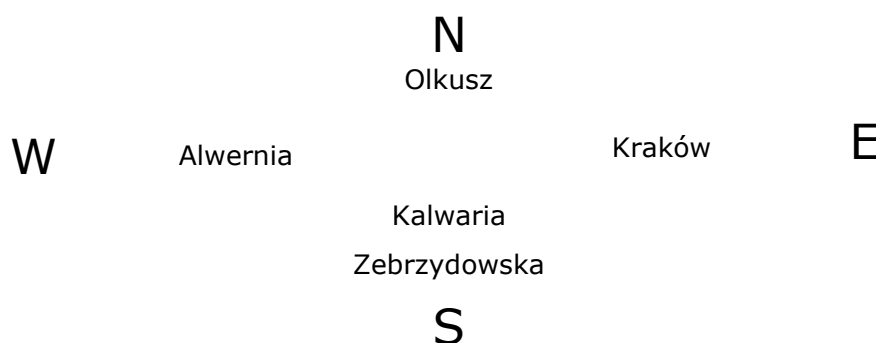 N
Olkusz
W Alwernia Kraków E
Kalwaria
Zebrzydowska
S